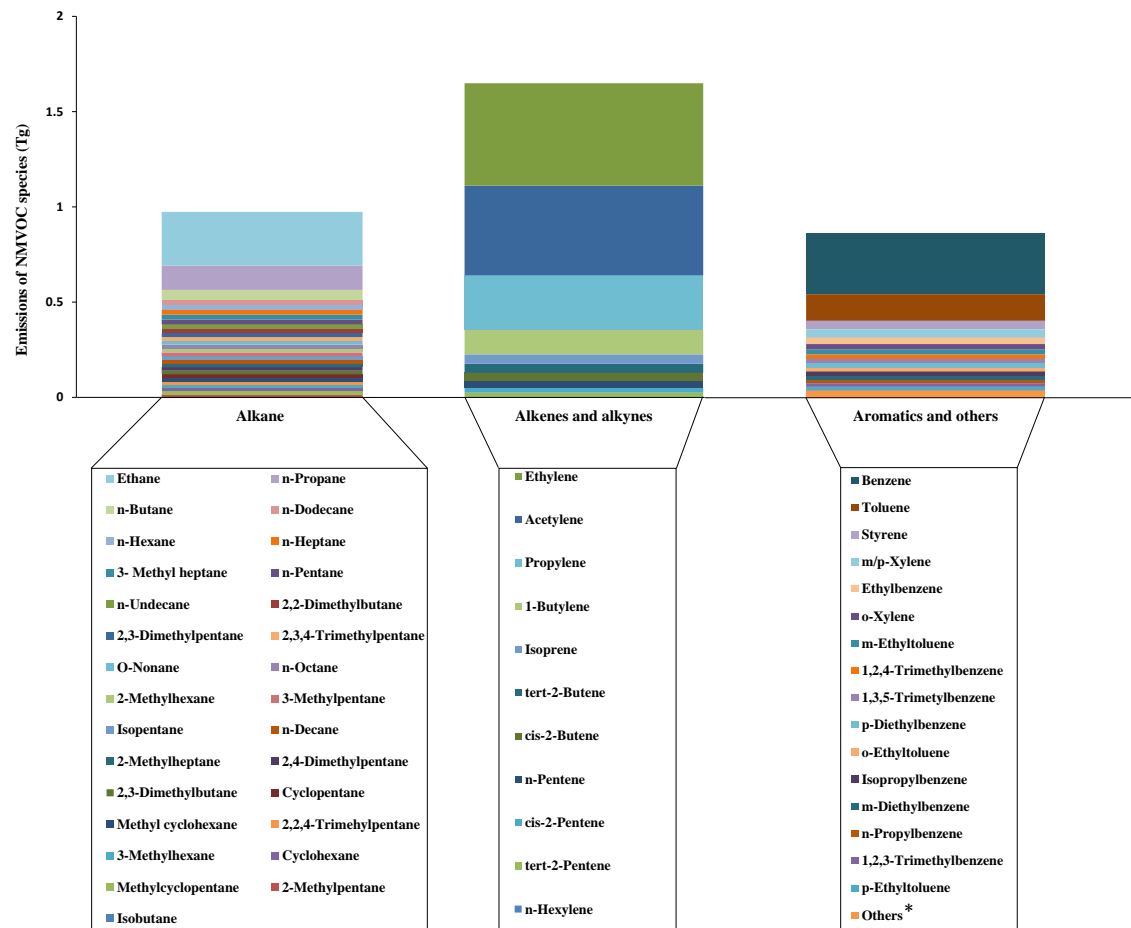 2
1.5
1
0.5
0
Emissions of NMVOC species (Tg)
Alkane
Alkenes and alkynes
Aromatics and others
Ethane
n-Propane
n-Butane
n-Dodecane
n-Hexane
n-Heptane
3- Methyl heptane
n-Pentane
n-Undecane
2,2-Dimethylbutane
2,3-Dimethylpentane
2,3,4-Trimethylpentane
O-Nonane
n-Octane
2-Methylhexane
3-Methylpentane
Isopentane
n-Decane
2-Methylheptane
2,4-Dimethylpentane
2,3-Dimethylbutane
Cyclopentane
Methyl cyclohexane
2,2,4-Trimehylpentane
3-Methylhexane
Cyclohexane
Methylcyclopentane
2-Methylpentane
Isobutane
Ethylene
Acetylene
Propylene
1-Butylene
Isoprene
tert-2-Butene
cis-2-Butene
n-Pentene
cis-2-Pentene
tert-2-Pentene
n-Hexylene
Benzene
Toluene
Styrene
m/p-Xylene
Ethylbenzene
o-Xylene
m-Ethyltoluene
1,2,4-Trimethylbenzene
1,3,5-Trimetylbenzene
p-Diethylbenzene
o-Ethyltoluene
Isopropylbenzene
m-Diethylbenzene
n-Propylbenzene
1,2,3-Trimethylbenzene
p-Ethyltoluene
Others*